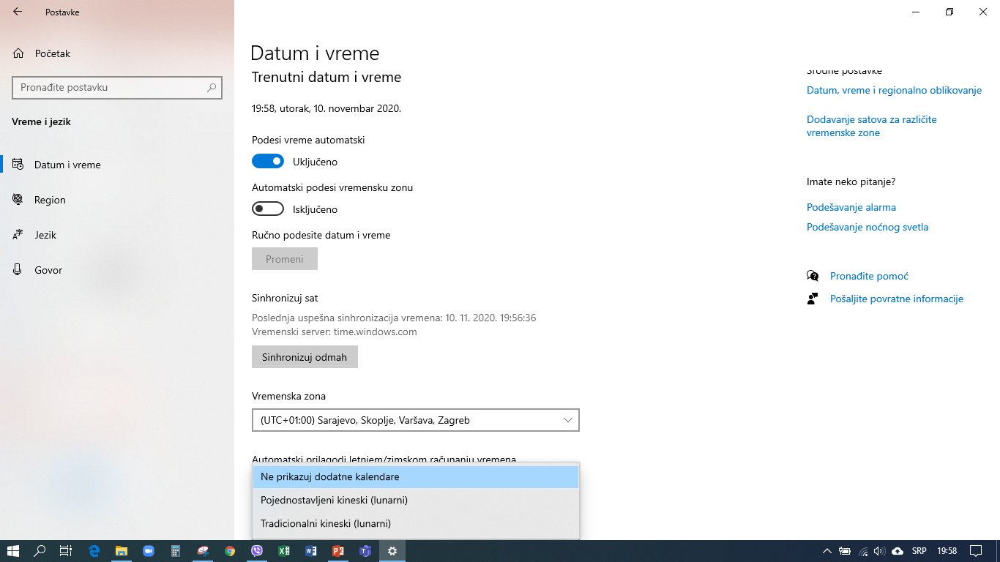 Postavke
Početak
Pronađite postavku
Vreme i jezik
Datum i vreme
Region
Jezik
Govor
Datum i vreme
Trenutni datum i vreme
19:58, utorak, 10. novembar 2020.
Podesi vreme automatski
Uključeno
Automatski podesi vremensku zonu
Isključeno
Ručno podesite datum i vreme
Promeni
Sinhronizuj sat
Poslednja uspešna sinhronizacija vremena: 10. 11. 2020. 19:56:36
Vremenski server: time.windows.com
Sinhronizuj odmah
Vremenska zona
(UTC+01:00) Sarajevo, Skoplje, Varšava, Zagreb
Automatski prilagodi letnjem/zimskom računanju vremena
Ne prikazuj dodatne kalendare
Pojednostavljeni kineski (lunarni)
Tradicionalni kineski (lunarni)
Srodne postavke
Datum, vreme i regionalno oblikovanje
Dodavanje satova za različite
vremenske zone
Imate neko pitanje?
Podešavanje alarma
Podešavanje noćnog svetla
Pronađite pomoć
Pošaljite povratne informacije
SRP
19:58